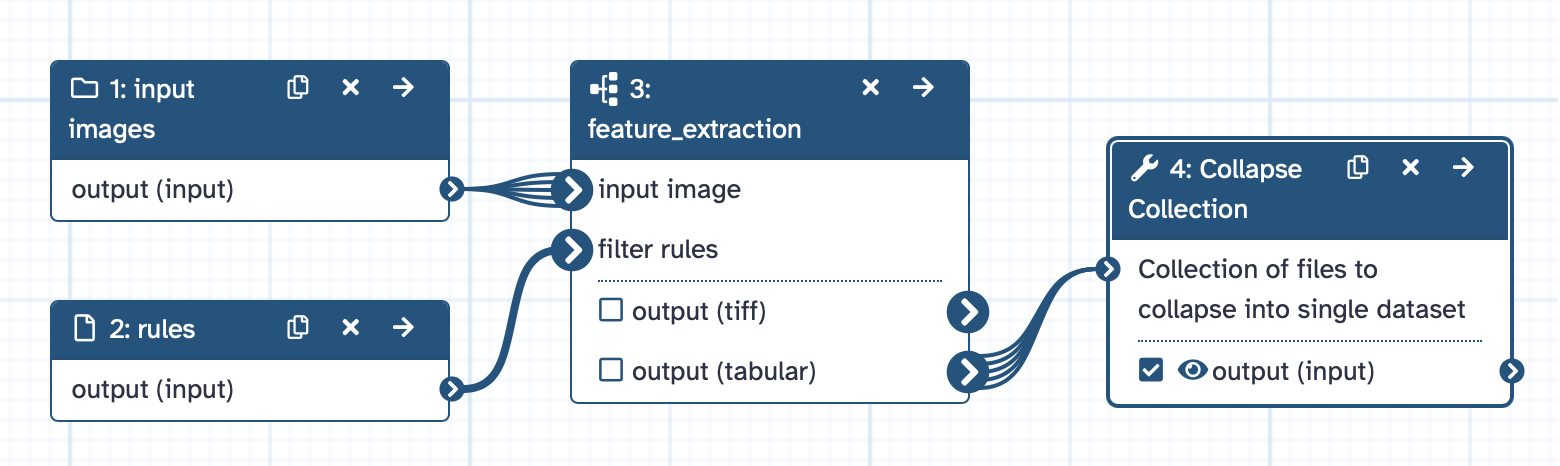 1: input
images
output (input)
2: rules
output (input)
3:
feature_extraction
input image
filter rules
output (tiff)
output (tabular)
4: Collapse
Collection
Collection of files to
collapse into single dataset
output (input)